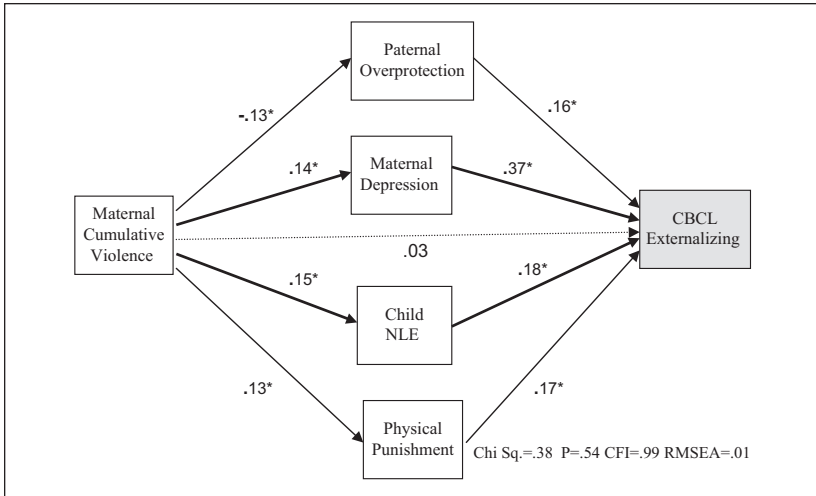 Paternal
Overprotection
-.13*
.16*
.14*
Maternal
Depression
.37*
Maternal
Cumulative
Violence
CBCL
Externalizing
.03
.15*
.18*
Child
NLE
.13*
.17*
Physical
Punishment
Chi Sq.=.38 P=.54 CFI=.99 RMSEA=.01